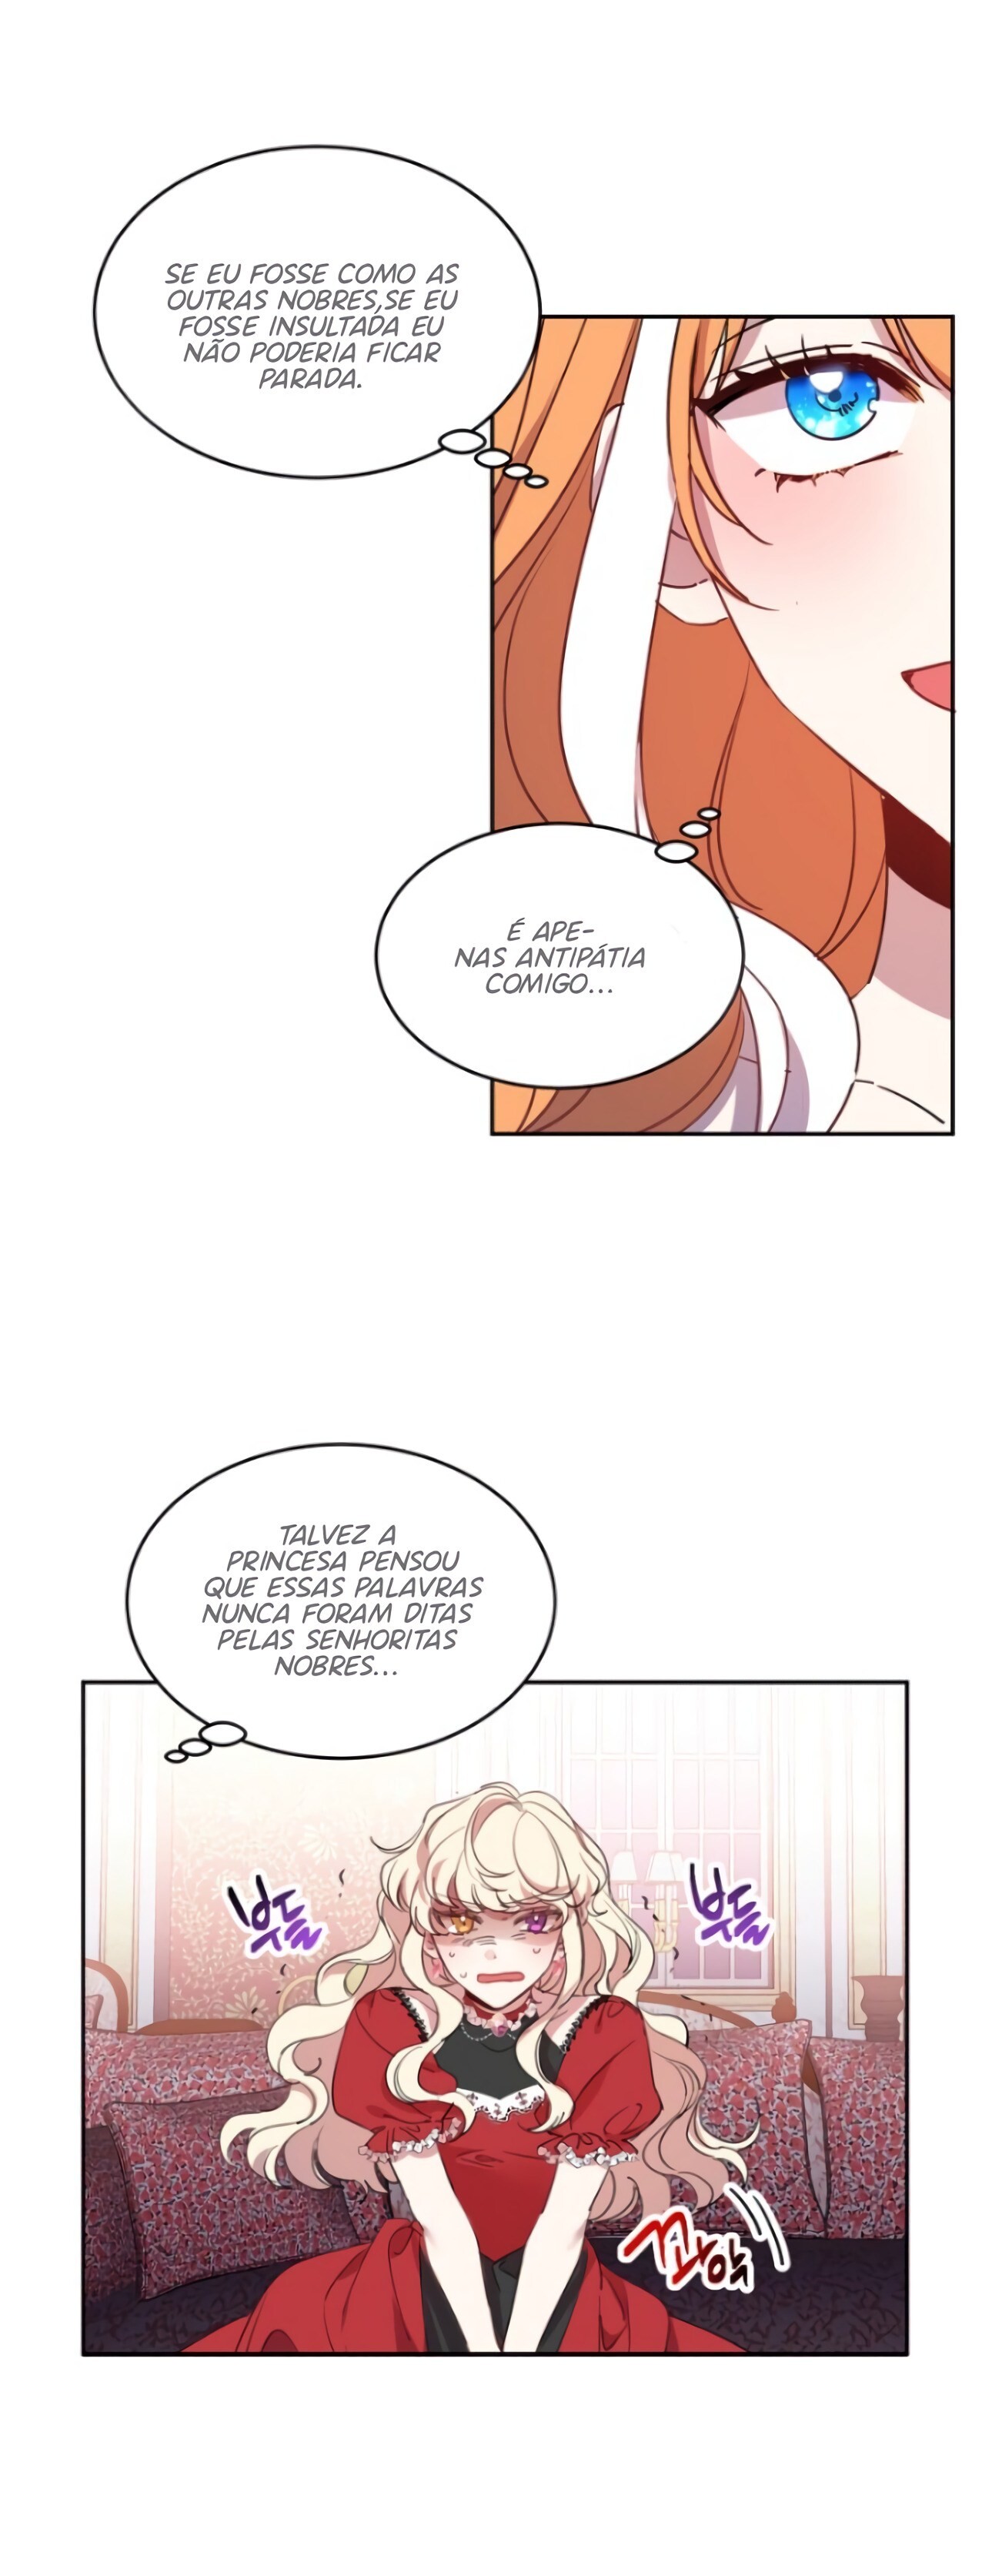 SE EU FOSSE COMO AS
OUTRAS NOBRES,SE EU
FOSSE INSULTADA EU
NÃO PODERIA FICAR
PARADA.
É APE-
NAS ANTIPÁTIA
COMIGO...
TALVEZ A
PRINCESA PENSOU
QUE ESSAS PALAVRAS
NUNCA FORAM DITAS
PELAS SENHORITAS
NOBRES...
부들
부들
꽈악